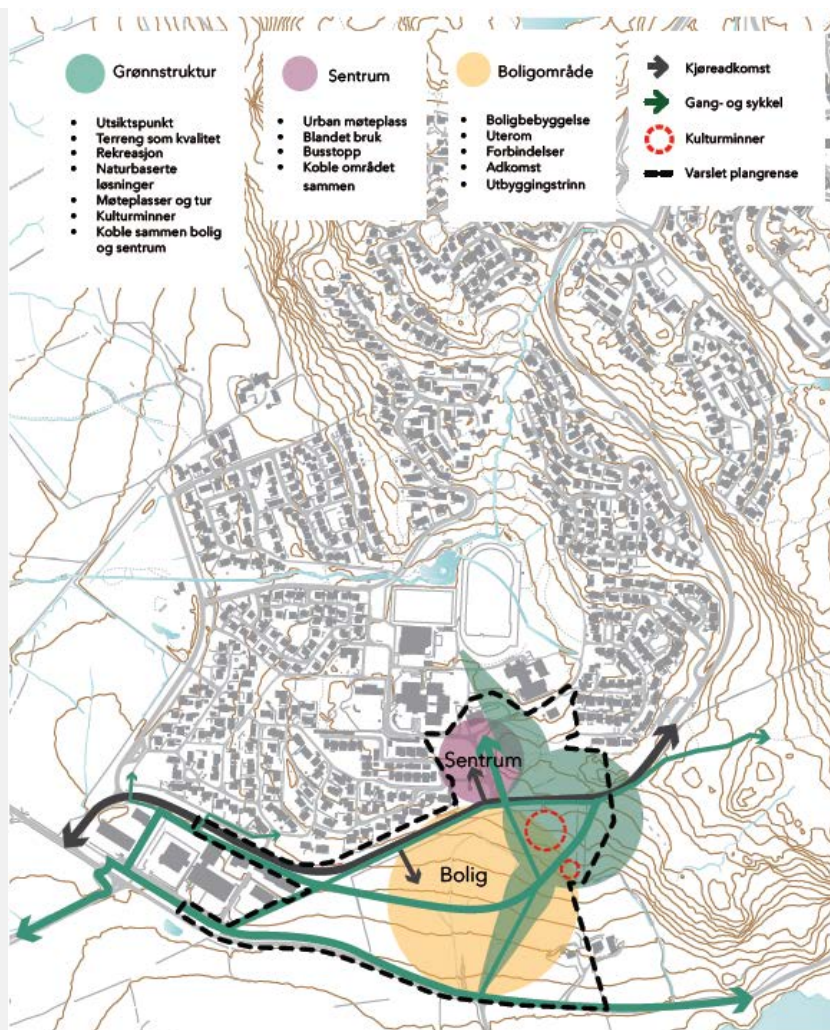 Grønnstruktur
• Utsiktspunkt
• Terreng som kvalitet
• Rekreasjon
• Naturbaserte
løsninger
• Møteplasser og tur
• Kulturminner
• Koble sammen bolig
og sentrum
Sentrum
• Urban møteplass
• Blandet bruk
• Busstopp
• Koble området
sammen
Boligområde
• Boligbebyggelse
• Uterom
• Forbindelser
• Adkomst
• Utbyggingstrinn
Kjøreadkomst
Gang- og sykkel
Kulturminner
Varslet plangrense
Sentrum
Bolig